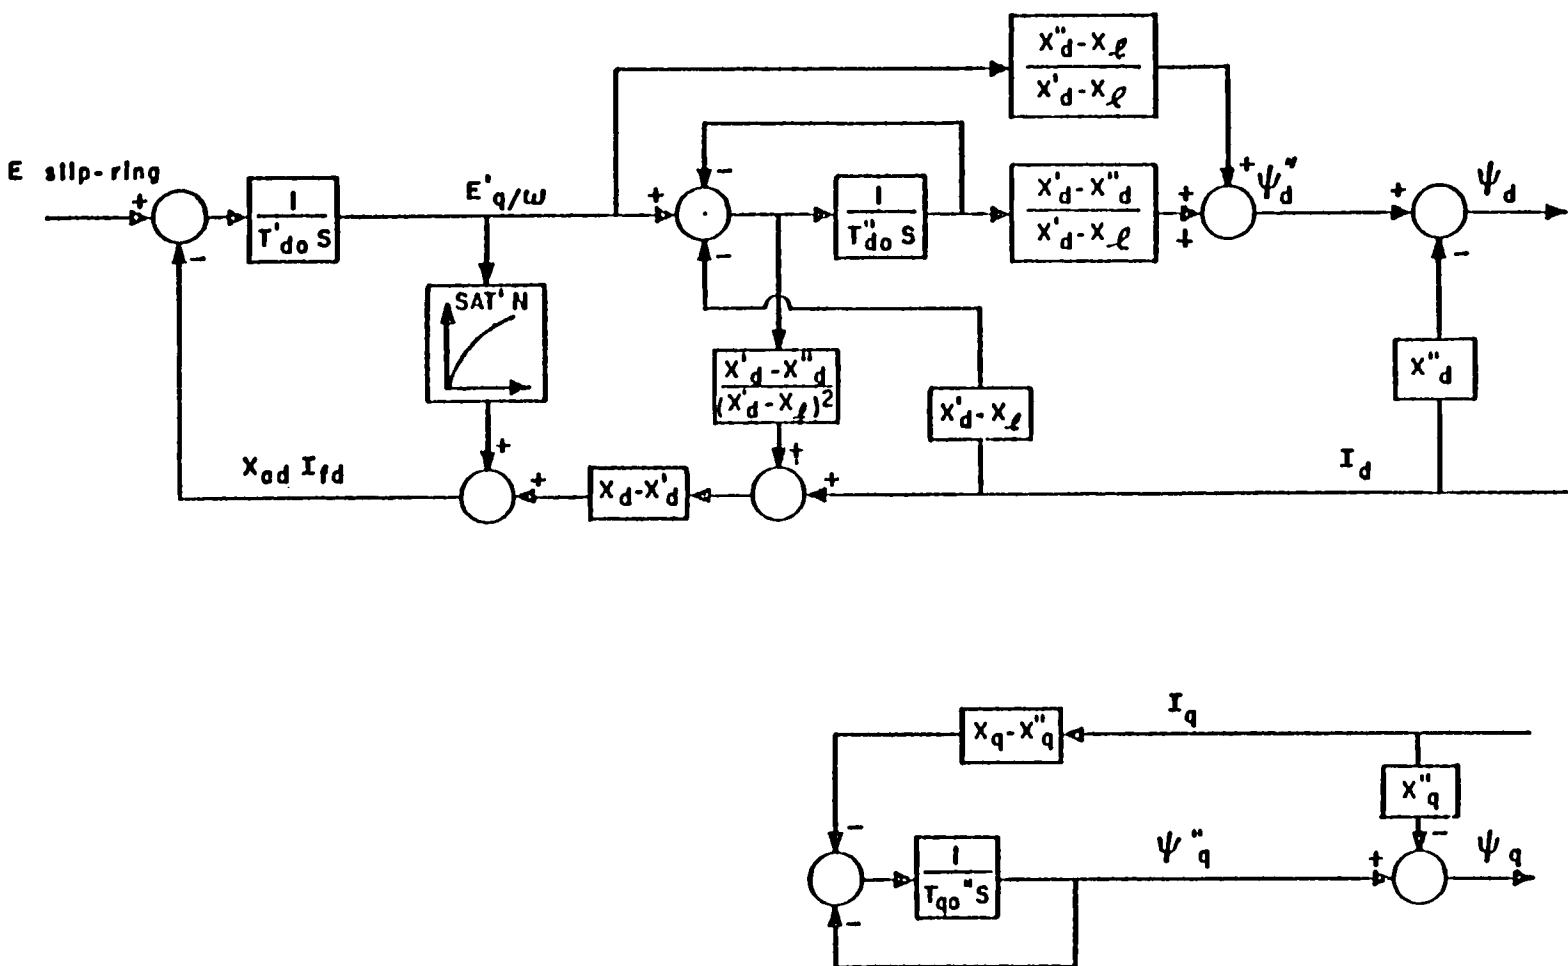 X"d - Xℓ
X'd - Xℓ
E slip-ring
+
-
1
T'do S
E'q/ω
+
-
-
1
T"do S
X'd - X"d
X'd - Xℓ
+
+
+
ψd"
+
-
ψd
SAT'N
X'd - X"d
(X'd - Xℓ)2
X'd - Xℓ
X"d
+
+
Xad Ifd
+
Xd - X'd
+
Id
Iq
Xq - X"q
X"q
-
-
1
Tqo" S
ψ"q
+
-
ψq